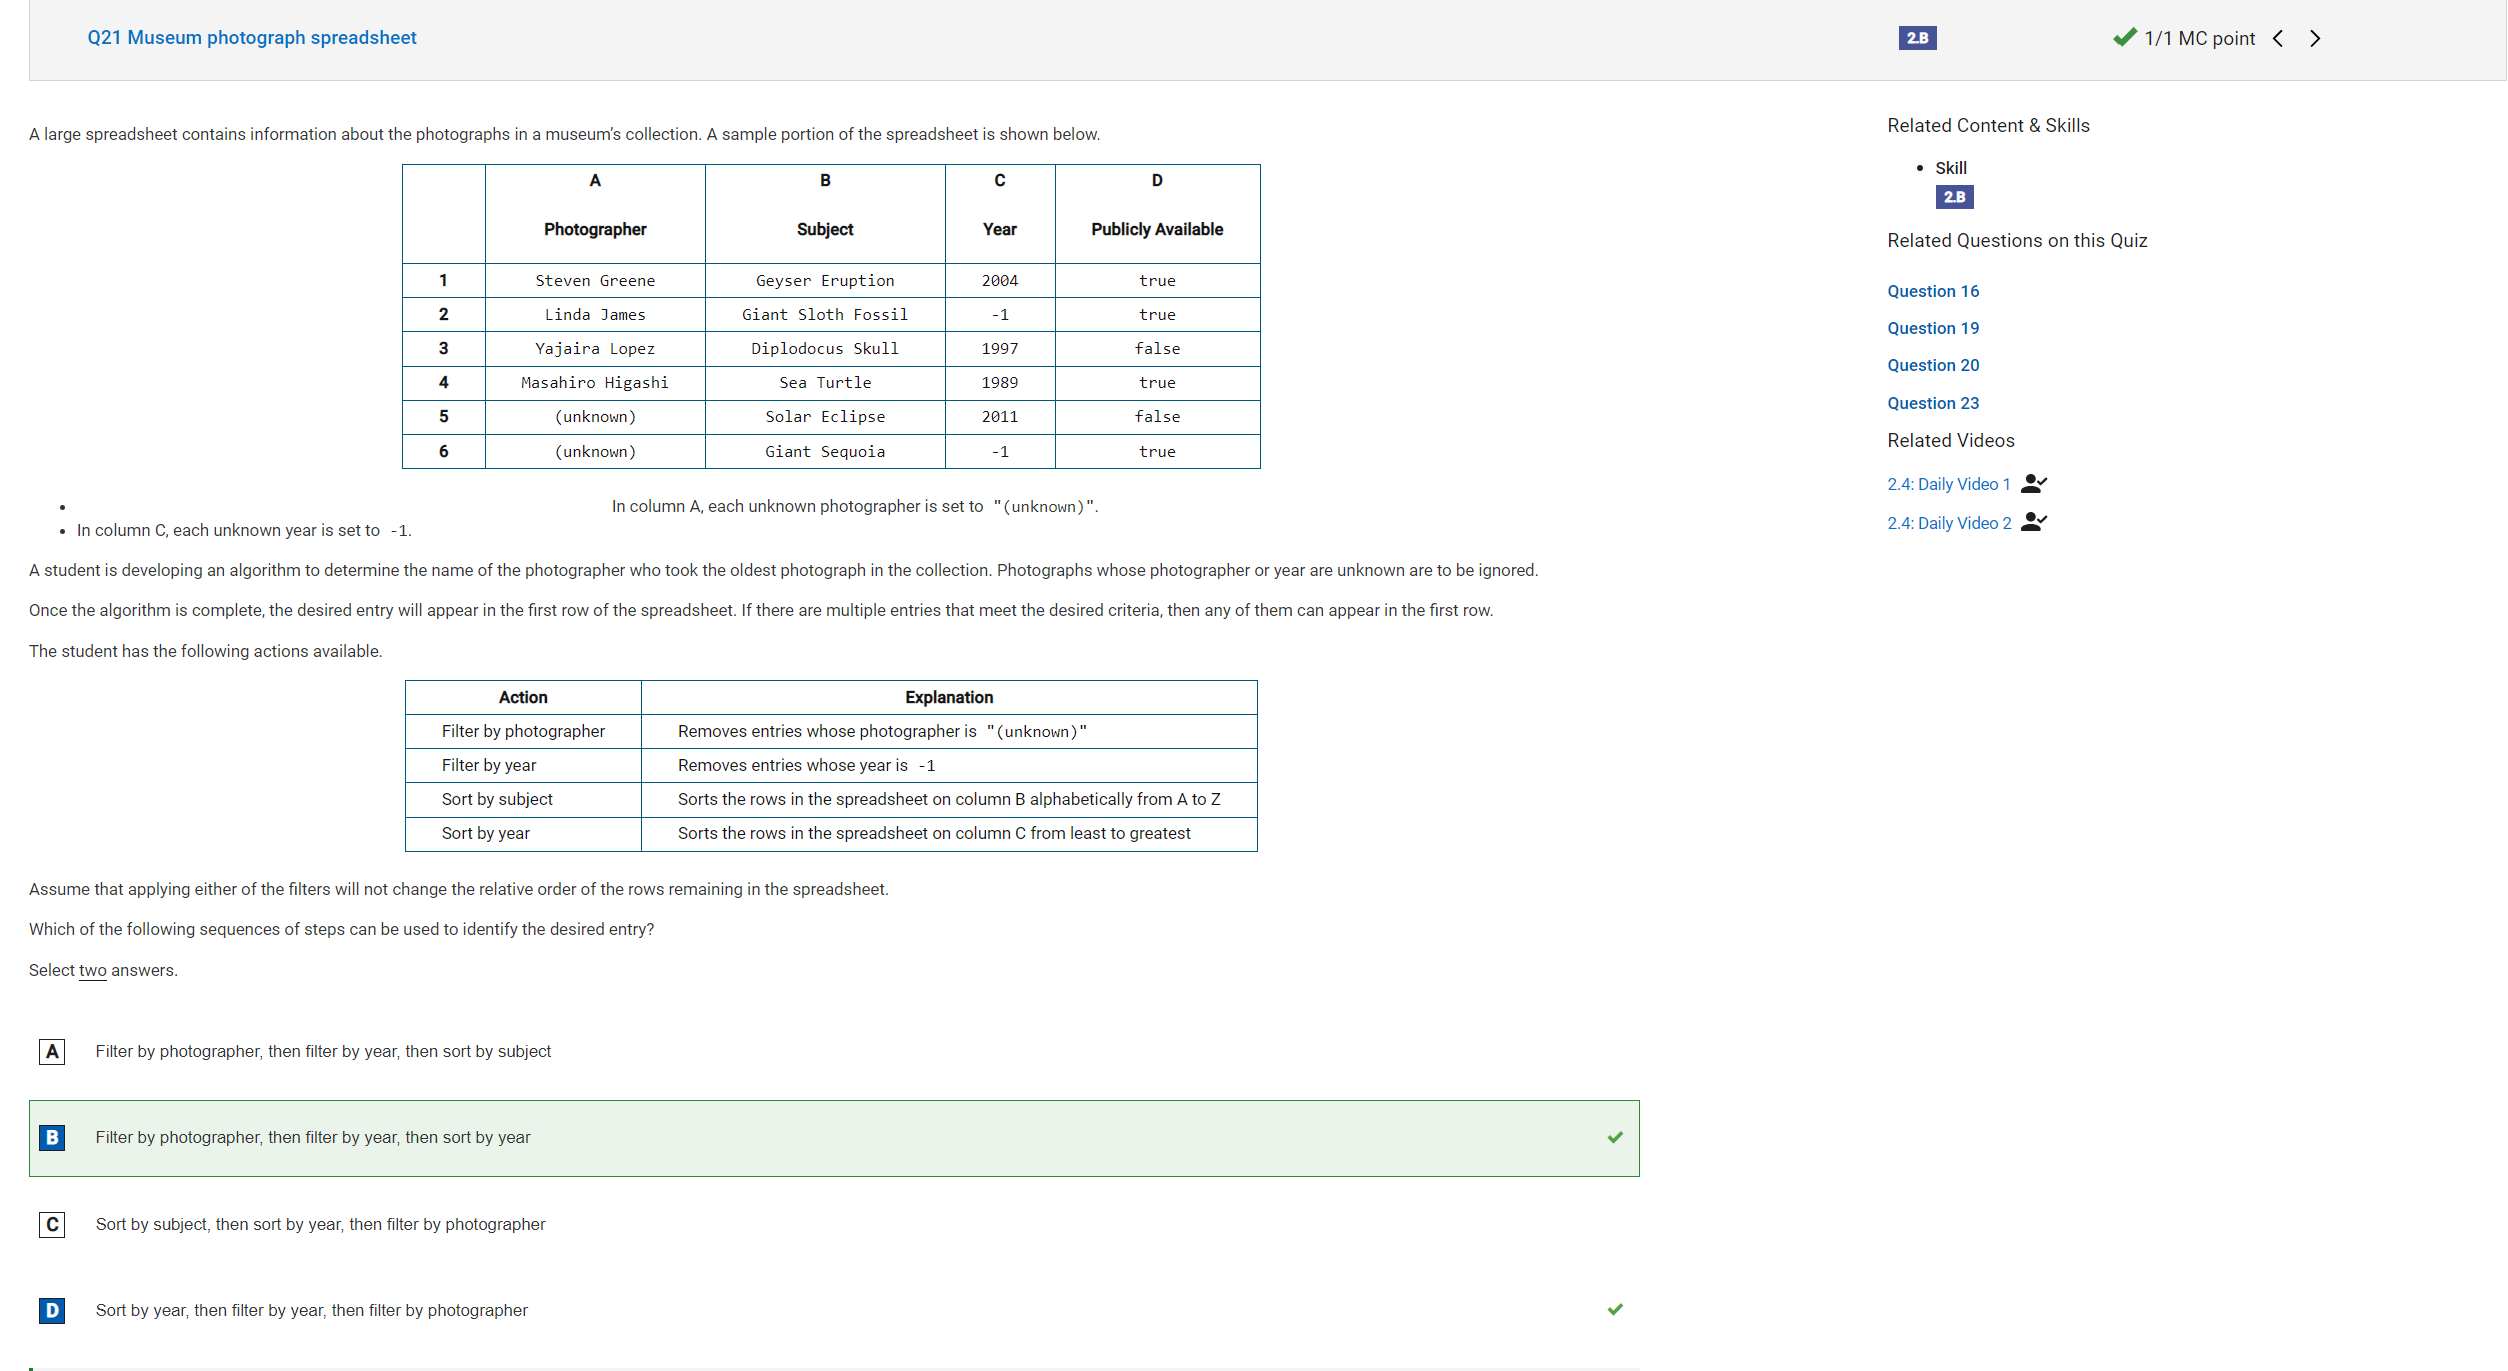 Q21 Museum photograph spreadsheet
2.B
1/1 MC point
A large spreadsheet contains information about the photographs in a museum’s collection. A sample portion of the spreadsheet is shown below.
A B C D
Photographer Subject Year Publicly Available
1 Steven Greene Geyser Eruption 2004 true
2 Linda James Giant Sloth Fossil -1 true
3 Yajaira Lopez Diplodocus Skull 1997 false
4 Masahiro Higashi Sea Turtle 1989 true
5 (unknown) Solar Eclipse 2011 false
6 (unknown) Giant Sequoia -1 true
In column A, each unknown photographer is set to "(unknown)".
In column C, each unknown year is set to -1.
A student is developing an algorithm to determine the name of the photographer who took the oldest photograph in the collection. Photographs whose photographer or year are unknown are to be ignored.
Once the algorithm is complete, the desired entry will appear in the first row of the spreadsheet. If there are multiple entries that meet the desired criteria, then any of them can appear in the first row.
The student has the following actions available.
Action Explanation
Filter by photographer Removes entries whose photographer is "(unknown)"
Filter by year Removes entries whose year is -1
Sort by subject Sorts the rows in the spreadsheet on column B alphabetically from A to Z
Sort by year Sorts the rows in the spreadsheet on column C from least to greatest
Assume that applying either of the filters will not change the relative order of the rows remaining in the spreadsheet.
Which of the following sequences of steps can be used to identify the desired entry?
Select two answers.
A Filter by photographer, then filter by year, then sort by subject
B Filter by photographer, then filter by year, then sort by year
C Sort by subject, then sort by year, then filter by photographer
D Sort by year, then filter by year, then filter by photographer
Related Content & Skills
Skill
2.B
Related Questions on this Quiz
Question 16
Question 19
Question 20
Question 23
Related Videos
2.4: Daily Video 1
2.4: Daily Video 2